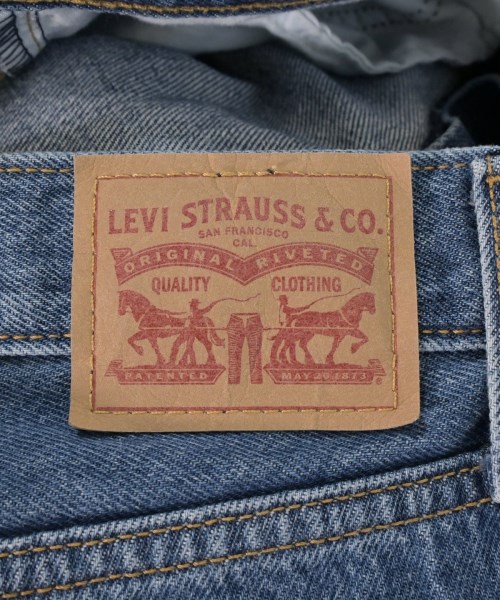 LEVI STRAUSS & CO.
SAN FRANCISCO
CAL.
ORIGINAL RIVETED
QUALITY CLOTHING
PATENTED MAY 20 1873
®